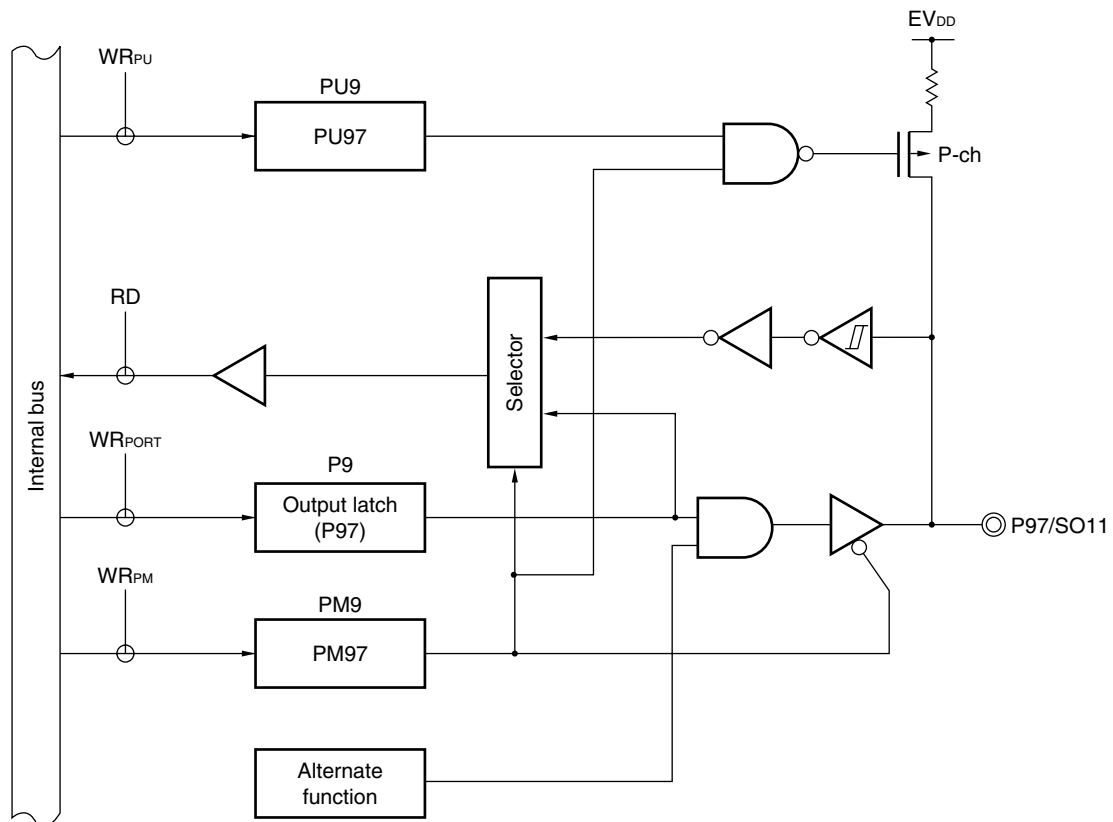 EVDD
WRPU
PU9
PU97
P-ch
RD
Selector
Internal bus
WRPORT
P9
Output latch
(P97)
P97/SO11
WRPM
PM9
PM97
Alternate
function